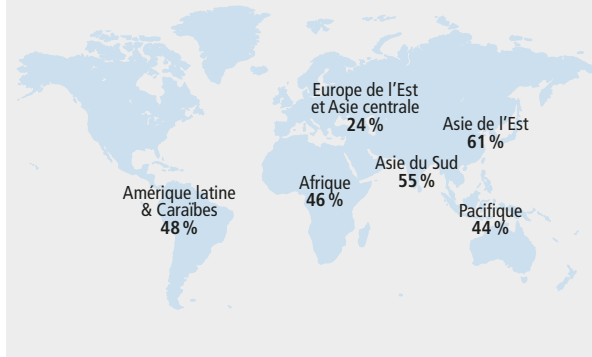 Europe de l'Est
et Asie centrale
24 %
Asie de l'Est
61 %
Asie du Sud
55 %
Afrique
46 %
Amérique latine
& Caraïbes
48 %
Pacifique
44 %